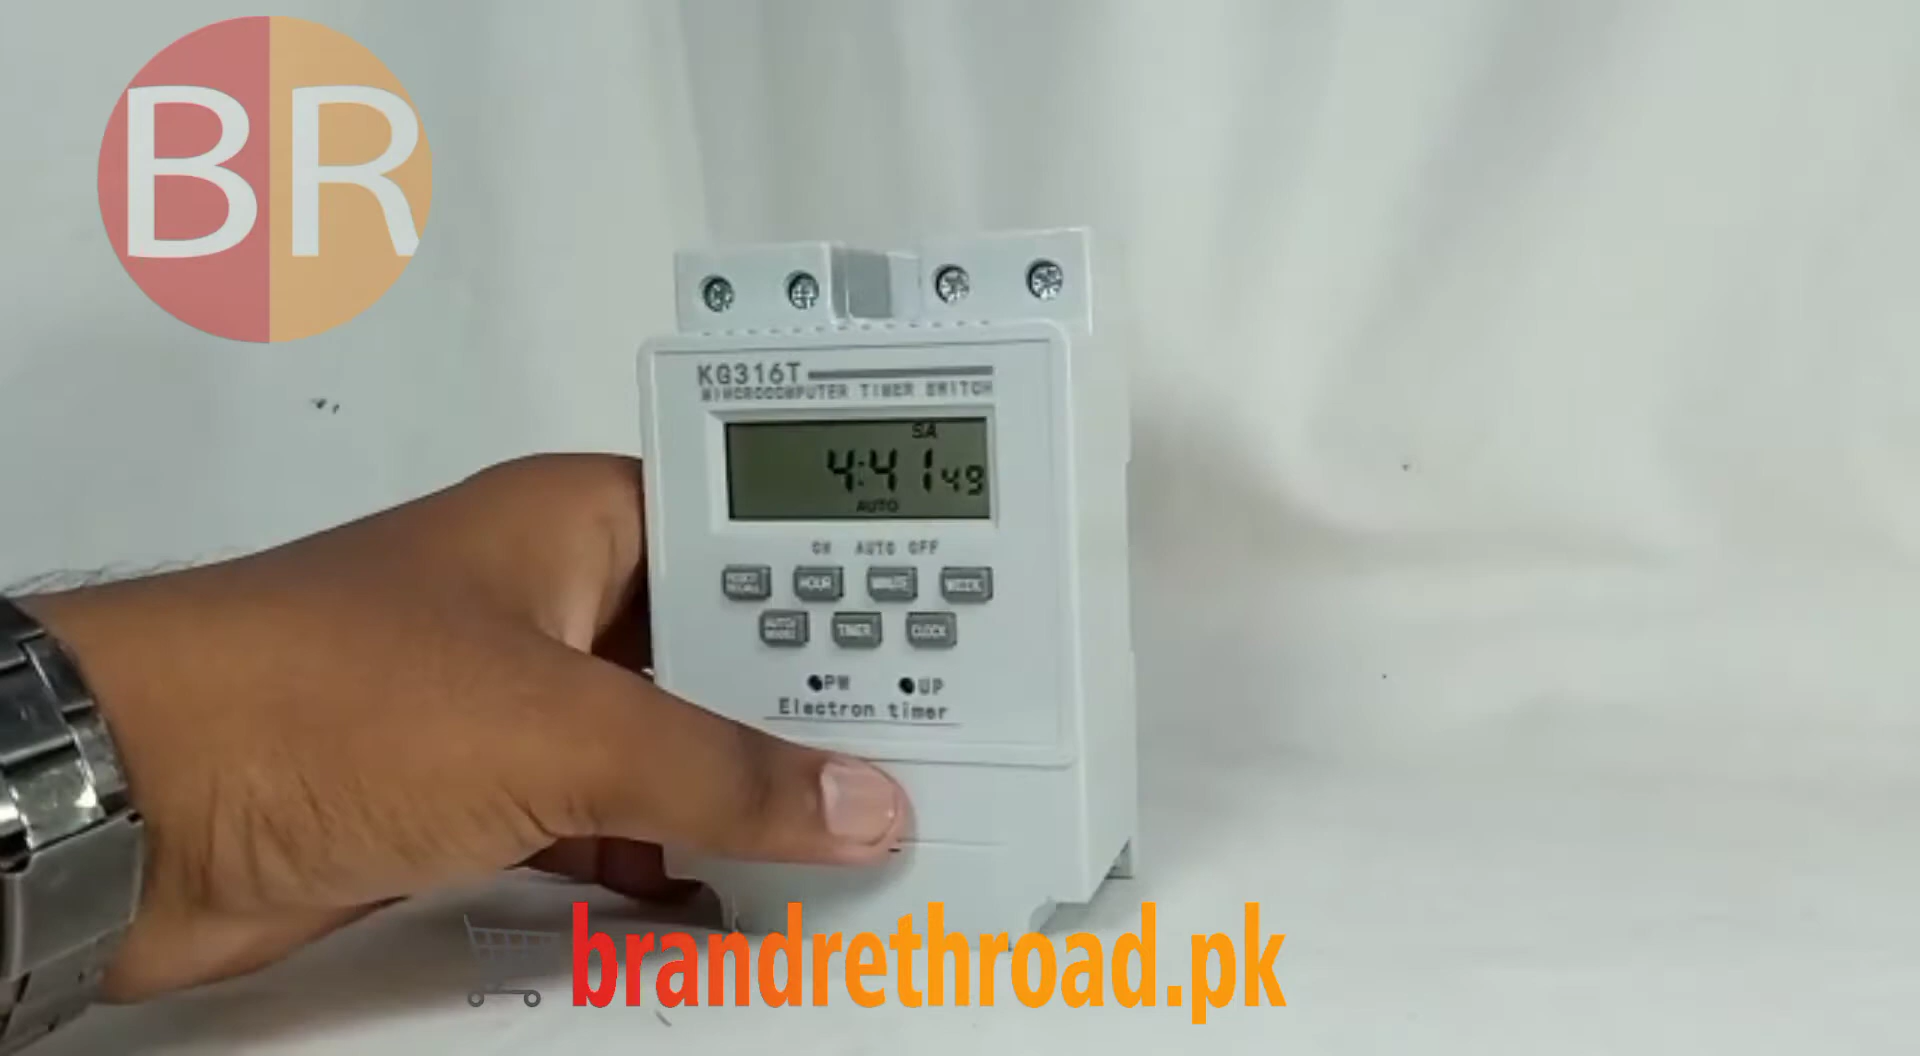 BR
KG316T
MIHCROCOMPUTER TIMER SWITCH
SA
4:41 49
AUTO
ON AUTO OFF
HOUR MINUTE WEEK
TIMER CLOCK
PW UP
Electron timer
brandrethroad.pk